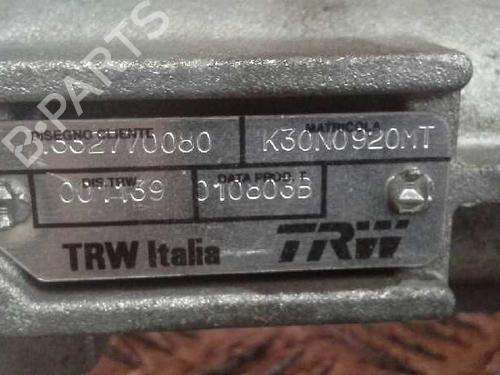 B-PARTS
DISEGNO CLIENTE MATRICOLA
1332770080 K30N0920MT
DIS. TRW DATA PROD. T.
010803B
TRW Italia TRW